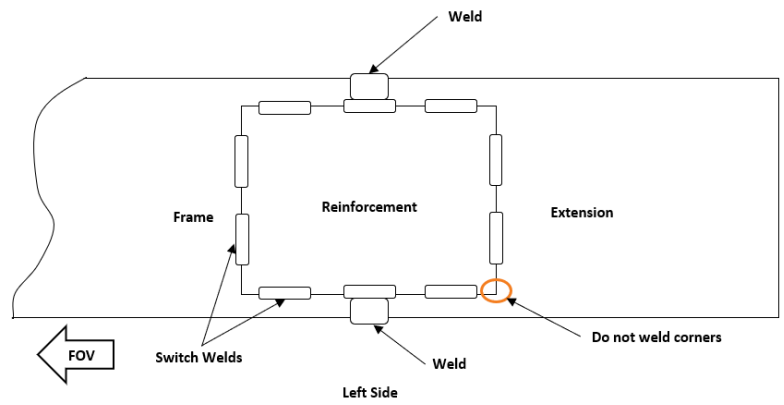 Weld
Reinforcement
Frame
Extension
Do not weld corners
FOV
Switch Welds
Weld
Left Side